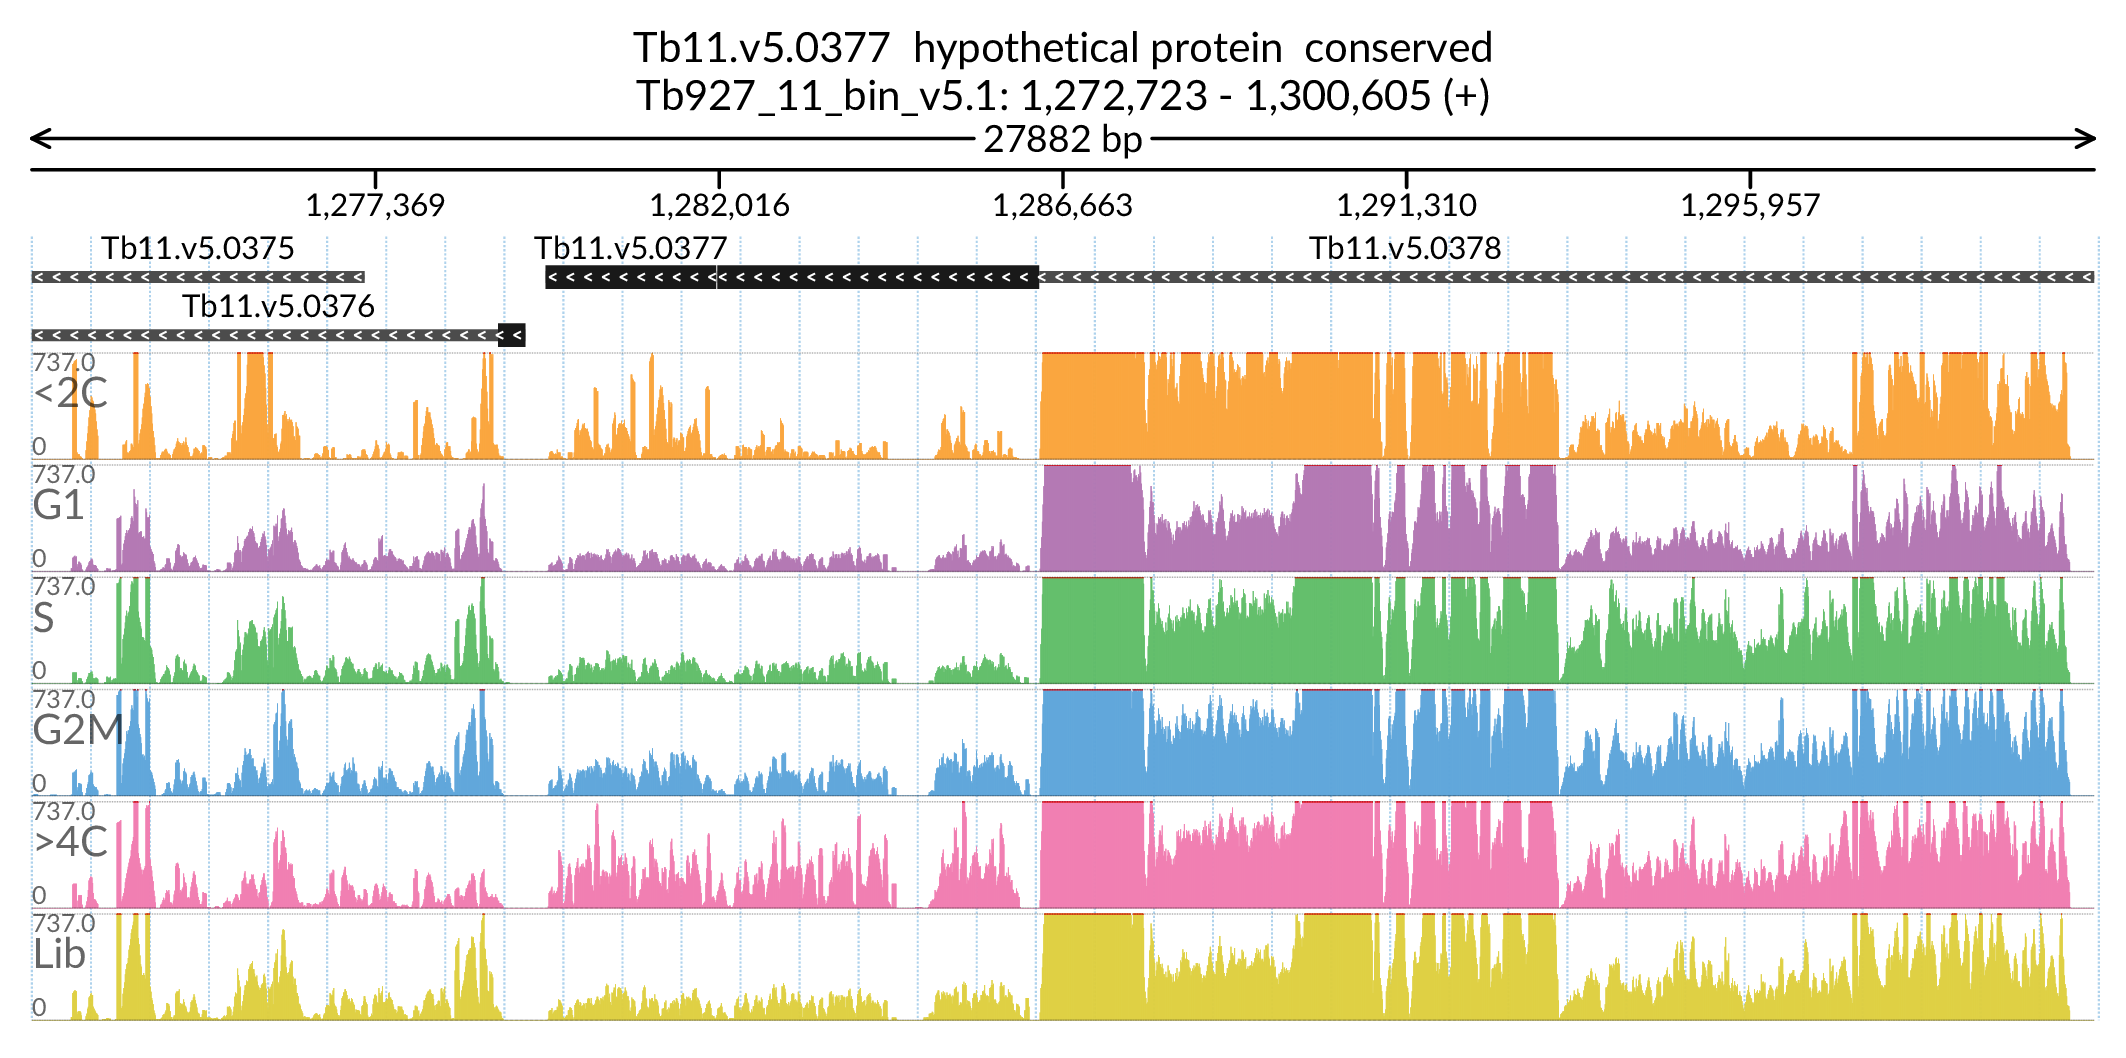 Tb11.v5.0377 hypothetical protein conserved
Tb927_11_bin_v5.1: 1,272,723 - 1,300,605 (+)
27882 bp
1,277,369 1,282,016 1,286,663 1,291,310 1,295,957
Tb11.v5.0375 Tb11.v5.0377 Tb11.v5.0378
Tb11.v5.0376
737.0
<2C
0
737.0
G1
0
737.0
S
0
737.0
G2M
0
737.0
>4C
0
737.0
Lib
0